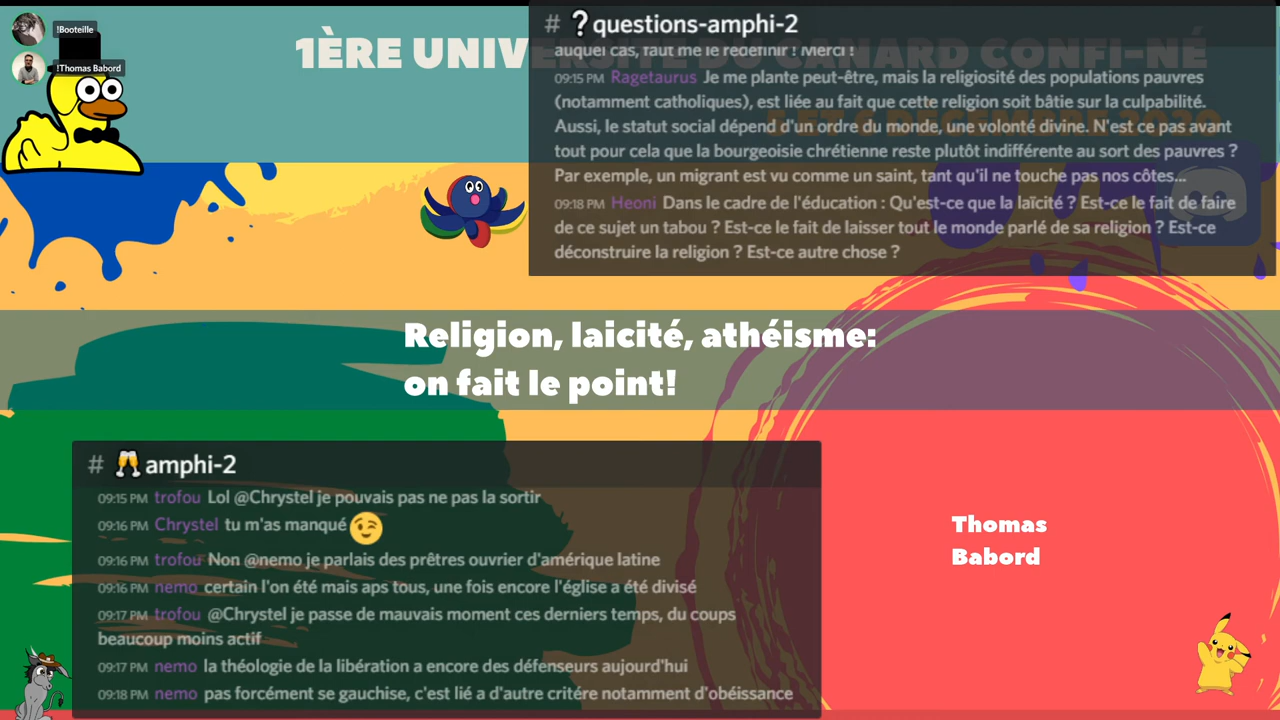 !Booteille
!Thomas Babord
1ÈRE UNIVERSITÉ DU CANARD CONFI-NÉ
5 ET 6 DÉCEMBRE 2020
# ?questions-amphi-2
auquel cas, faut me le redéfinir ! Merci !
09:15 PM Ragetaurus Je me plante peut-être, mais la religiosité des populations pauvres
(notamment catholiques), est liée au fait que cette religion soit bâtie sur la culpabilité.
Aussi, le statut social dépend d'un ordre du monde, une volonté divine. N'est ce pas avant
tout pour cela que la bourgeoisie chrétienne reste plutôt indifférente au sort des pauvres ?
Par exemple, un migrant est vu comme un saint, tant qu'il ne touche pas nos côtes...
09:18 PM Heoni Dans le cadre de l'éducation : Qu'est-ce que la laïcité ? Est-ce le fait de faire
de ce sujet un tabou ? Est-ce le fait de laisser tout le monde parlé de sa religion ? Est-ce
déconstruire la religion ? Est-ce autre chose ?
Religion, laicité, athéisme:
on fait le point!
# amphi-2
09:15 PM trofou Lol @Chrystel je pouvais pas ne pas la sortir
09:16 PM Chrystel tu m'as manqué
09:16 PM trofou Non @nemo je parlais des prêtres ouvrier d'amérique latine
09:16 PM nemo certain l'on été mais aps tous, une fois encore l'église a été divisé
09:17 PM trofou @Chrystel je passe de mauvais moment ces derniers temps, du coups
beaucoup moins actif
09:17 PM nemo la théologie de la libération a encore des défenseurs aujourd'hui
09:18 PM nemo pas forcément se gauchise, c'est lié a d'autre critére notamment d'obéissance
Thomas
Babord